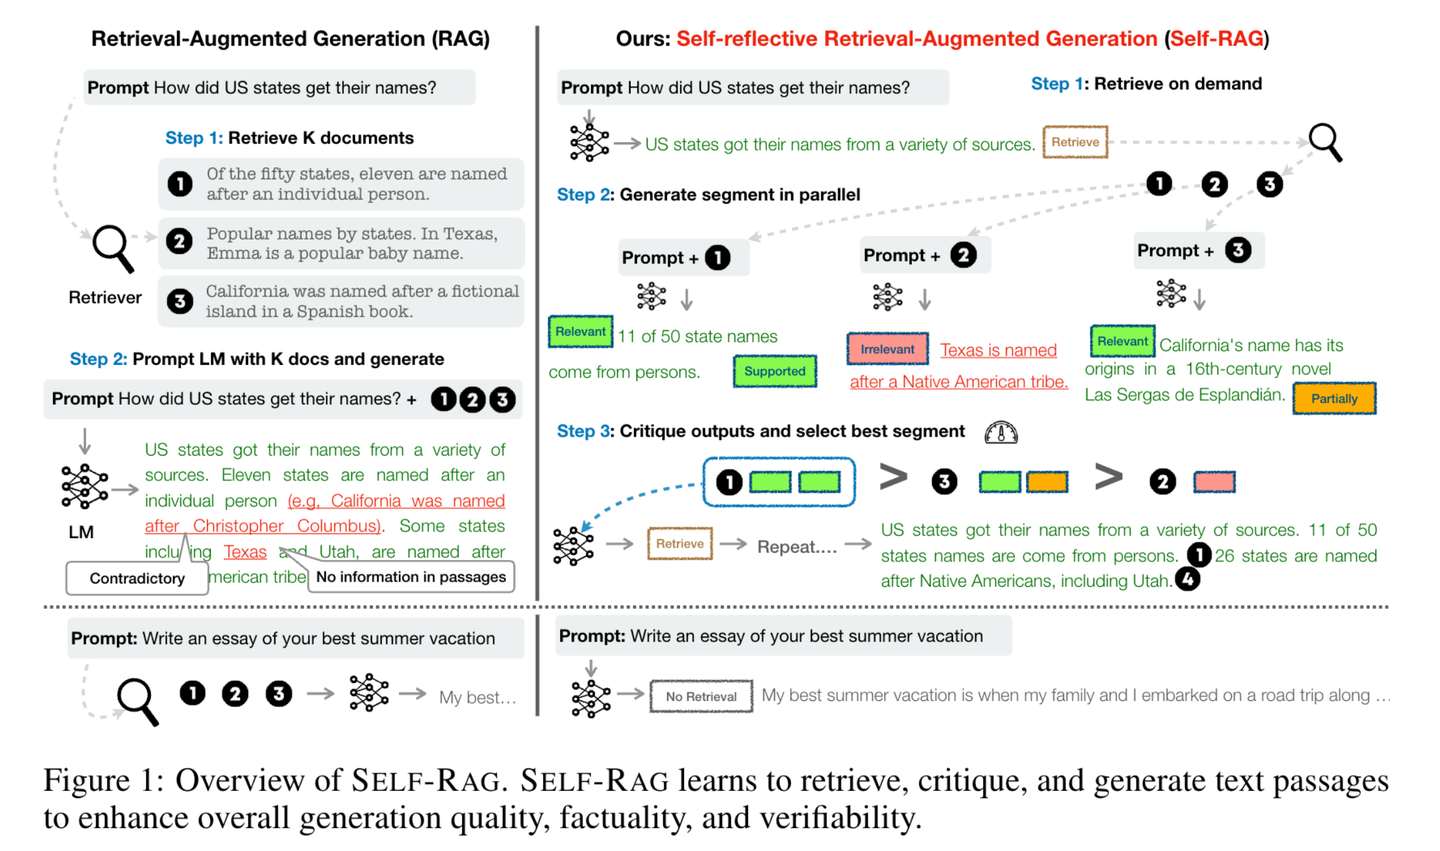 Retrieval-Augmented Generation (RAG)
Prompt How did US states get their names?
Step 1: Retrieve K documents
1 Of the fifty states, eleven are named
after an individual person.
2 Popular names by states. In Texas,
Emma is a popular baby name.
Retriever
3 California was named after a fictional
island in a Spanish book.
Step 2: Prompt LM with K docs and generate
Prompt How did US states get their names? + 1 2 3
US states got their names from a variety of
sources. Eleven states are named after an
individual person (e.g, California was named
after Christopher Columbus). Some states
LM
including Texas and Utah, are named after
Contradictory
merican tribe
No information in passages
Ours: Self-reflective Retrieval-Augmented Generation (Self-RAG)
Prompt How did US states get their names?
Step 1: Retrieve on demand
US states got their names from a variety of sources. Retrieve
Step 2: Generate segment in parallel
1 2 3
Prompt + 1
Prompt + 2
Prompt + 3
Relevant 11 of 50 state names
come from persons. Supported
Irrelevant Texas is named
after a Native American tribe.
Relevant California's name has its
origins in a 16th-century novel
Las Sergas de Esplandián. Partially
Step 3: Critique outputs and select best segment
1 > 3 > 2
Retrieve Repeat....
US states got their names from a variety of sources. 11 of 50
states names are come from persons. 1 26 states are named
after Native Americans, including Utah. 4
Prompt: Write an essay of your best summer vacation
1 2 3 My best...
Prompt: Write an essay of your best summer vacation
No Retrieval My best summer vacation is when my family and I embarked on a road trip along ...
Figure 1: Overview of SELF-RAG. SELF-RAG learns to retrieve, critique, and generate text passages
to enhance overall generation quality, factuality, and verifiability.